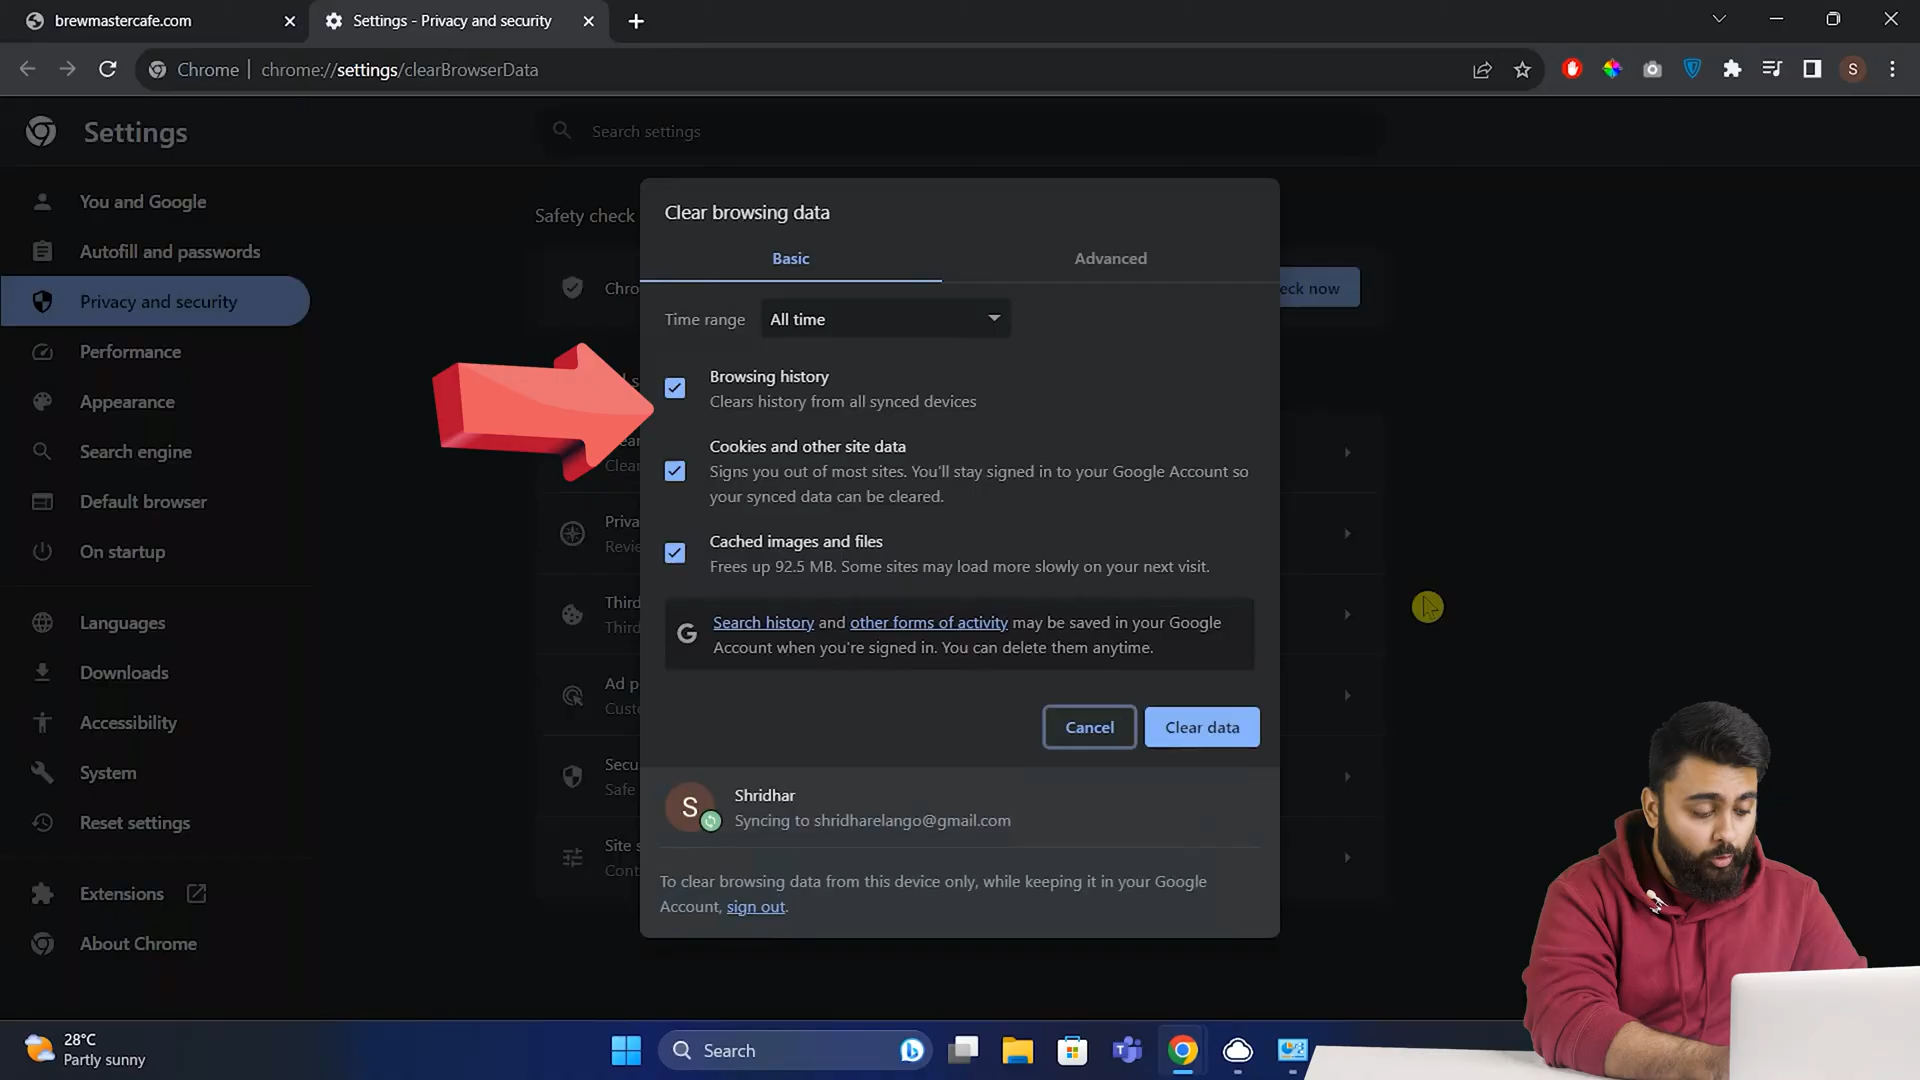 brewmastercafe.com
Settings - Privacy and security
Chrome
chrome://settings/clearBrowserData
S
Settings
Search settings
You and Google
Autofill and passwords
Privacy and security
Performance
Appearance
Search engine
Default browser
On startup
Languages
Downloads
Accessibility
System
Reset settings
Extensions
About Chrome
Safety check
Chro
eck now
Clear browsing data
Basic
Advanced
Time range
All time
Browsing history
Clears history from all synced devices
Cookies and other site data
Signs you out of most sites. You'll stay signed in to your Google Account so
your synced data can be cleared.
Cached images and files
Frees up 92.5 MB. Some sites may load more slowly on your next visit.
G
Search history and other forms of activity may be saved in your Google
Account when you're signed in. You can delete them anytime.
Cancel
Clear data
S
Shridhar
Syncing to shridharelango@gmail.com
To clear browsing data from this device only, while keeping it in your Google
Account, sign out.
Clear
Priva
Revie
Third
Third
Ad p
Custo
Secu
Safe
Site s
Cont
28°C
Partly sunny
Search